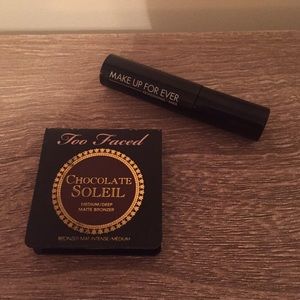 MAKE UP FOR EVER
Too Faced
CHOCOLATE
SOLEIL
MEDIUM/DEEP
MATTE BRONZER
BRONZER MAT INTENSE/MEDIUM